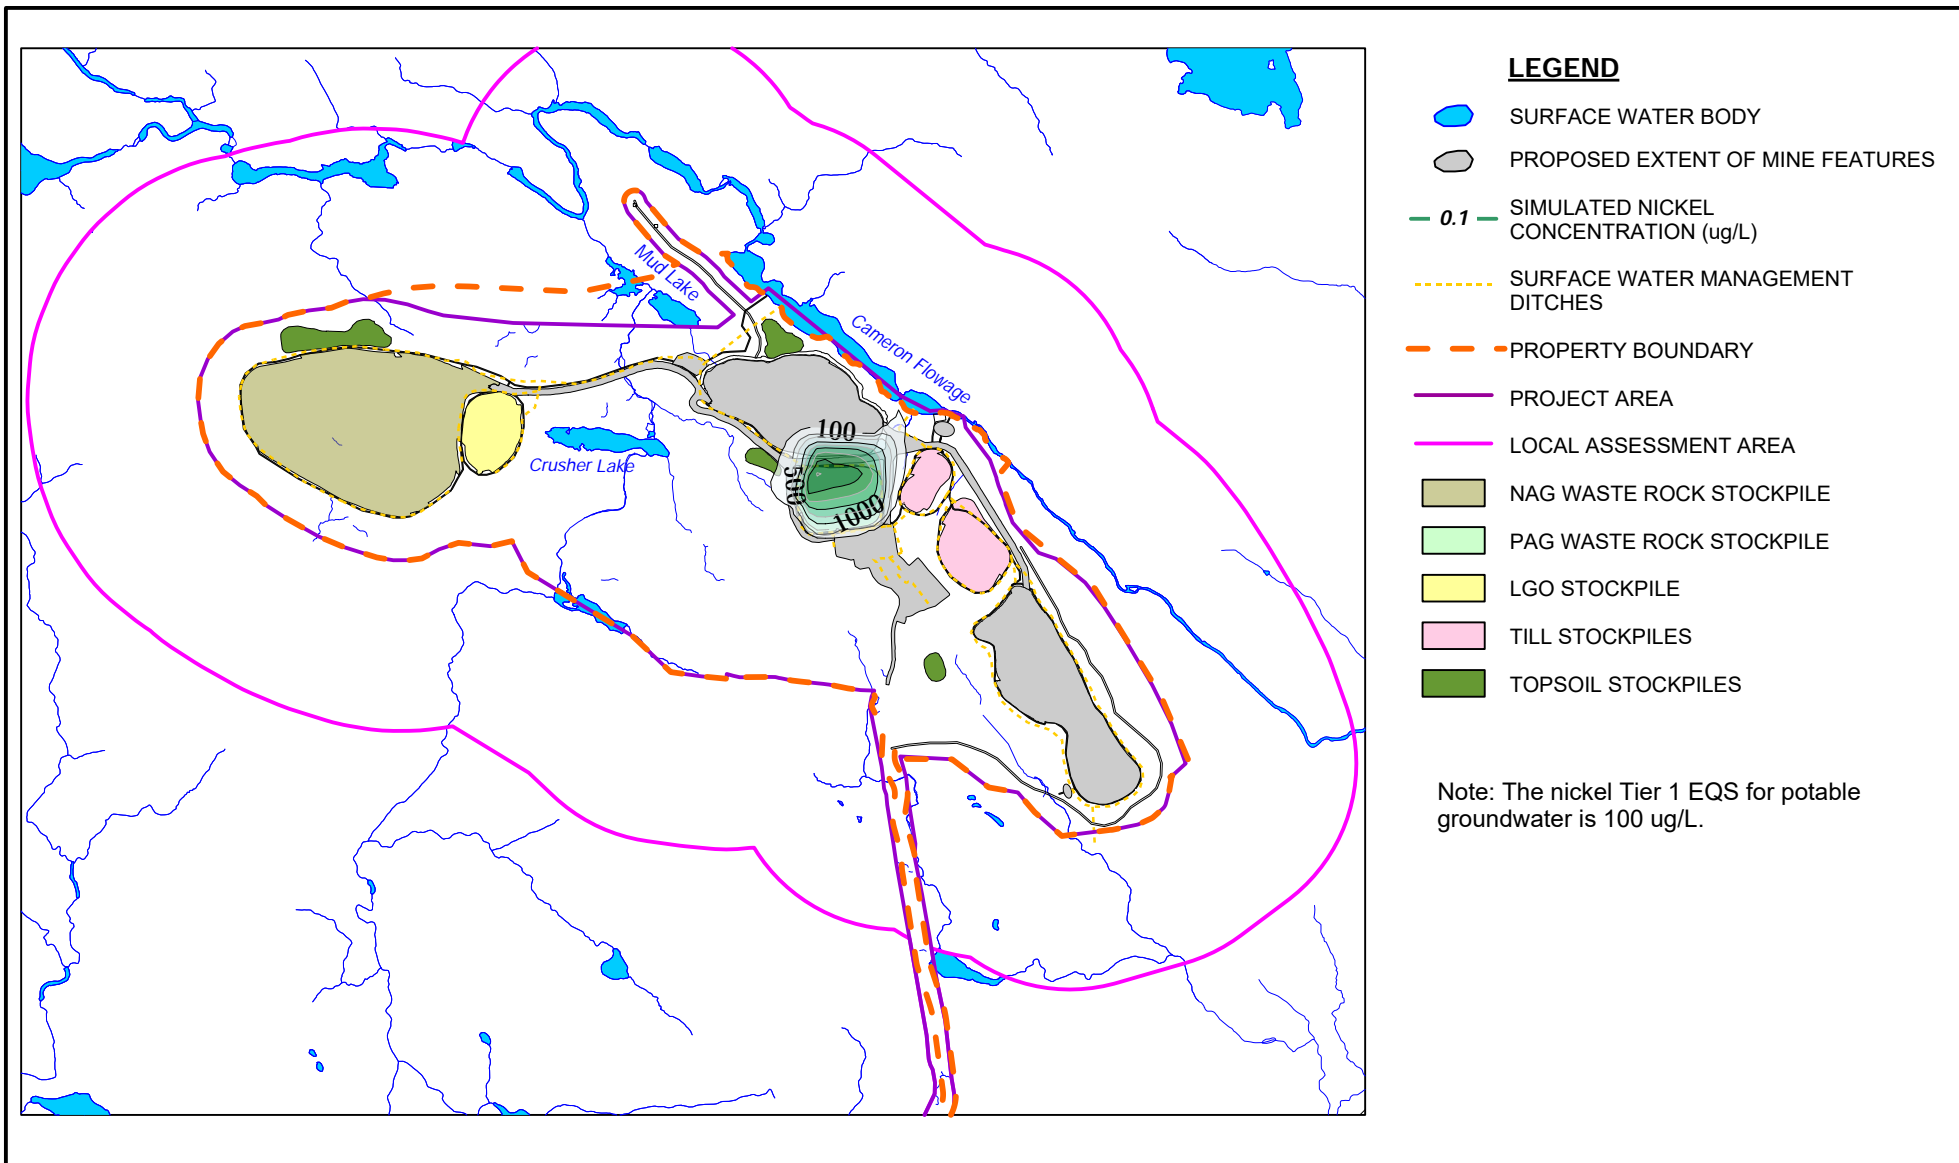 LEGEND
SURFACE WATER BODY
PROPOSED EXTENT OF MINE FEATURES
0.1
SIMULATED NICKEL
CONCENTRATION (ug/L)
SURFACE WATER MANAGEMENT
DITCHES
PROPERTY BOUNDARY
PROJECT AREA
LOCAL ASSESSMENT AREA
NAG WASTE ROCK STOCKPILE
PAG WASTE ROCK STOCKPILE
LGO STOCKPILE
TILL STOCKPILES
TOPSOIL STOCKPILES
Note: The nickel Tier 1 EQS for potable
groundwater is 100 ug/L.
Mud Lake
Cameron Flowage
Crusher Lake
100
500
1000